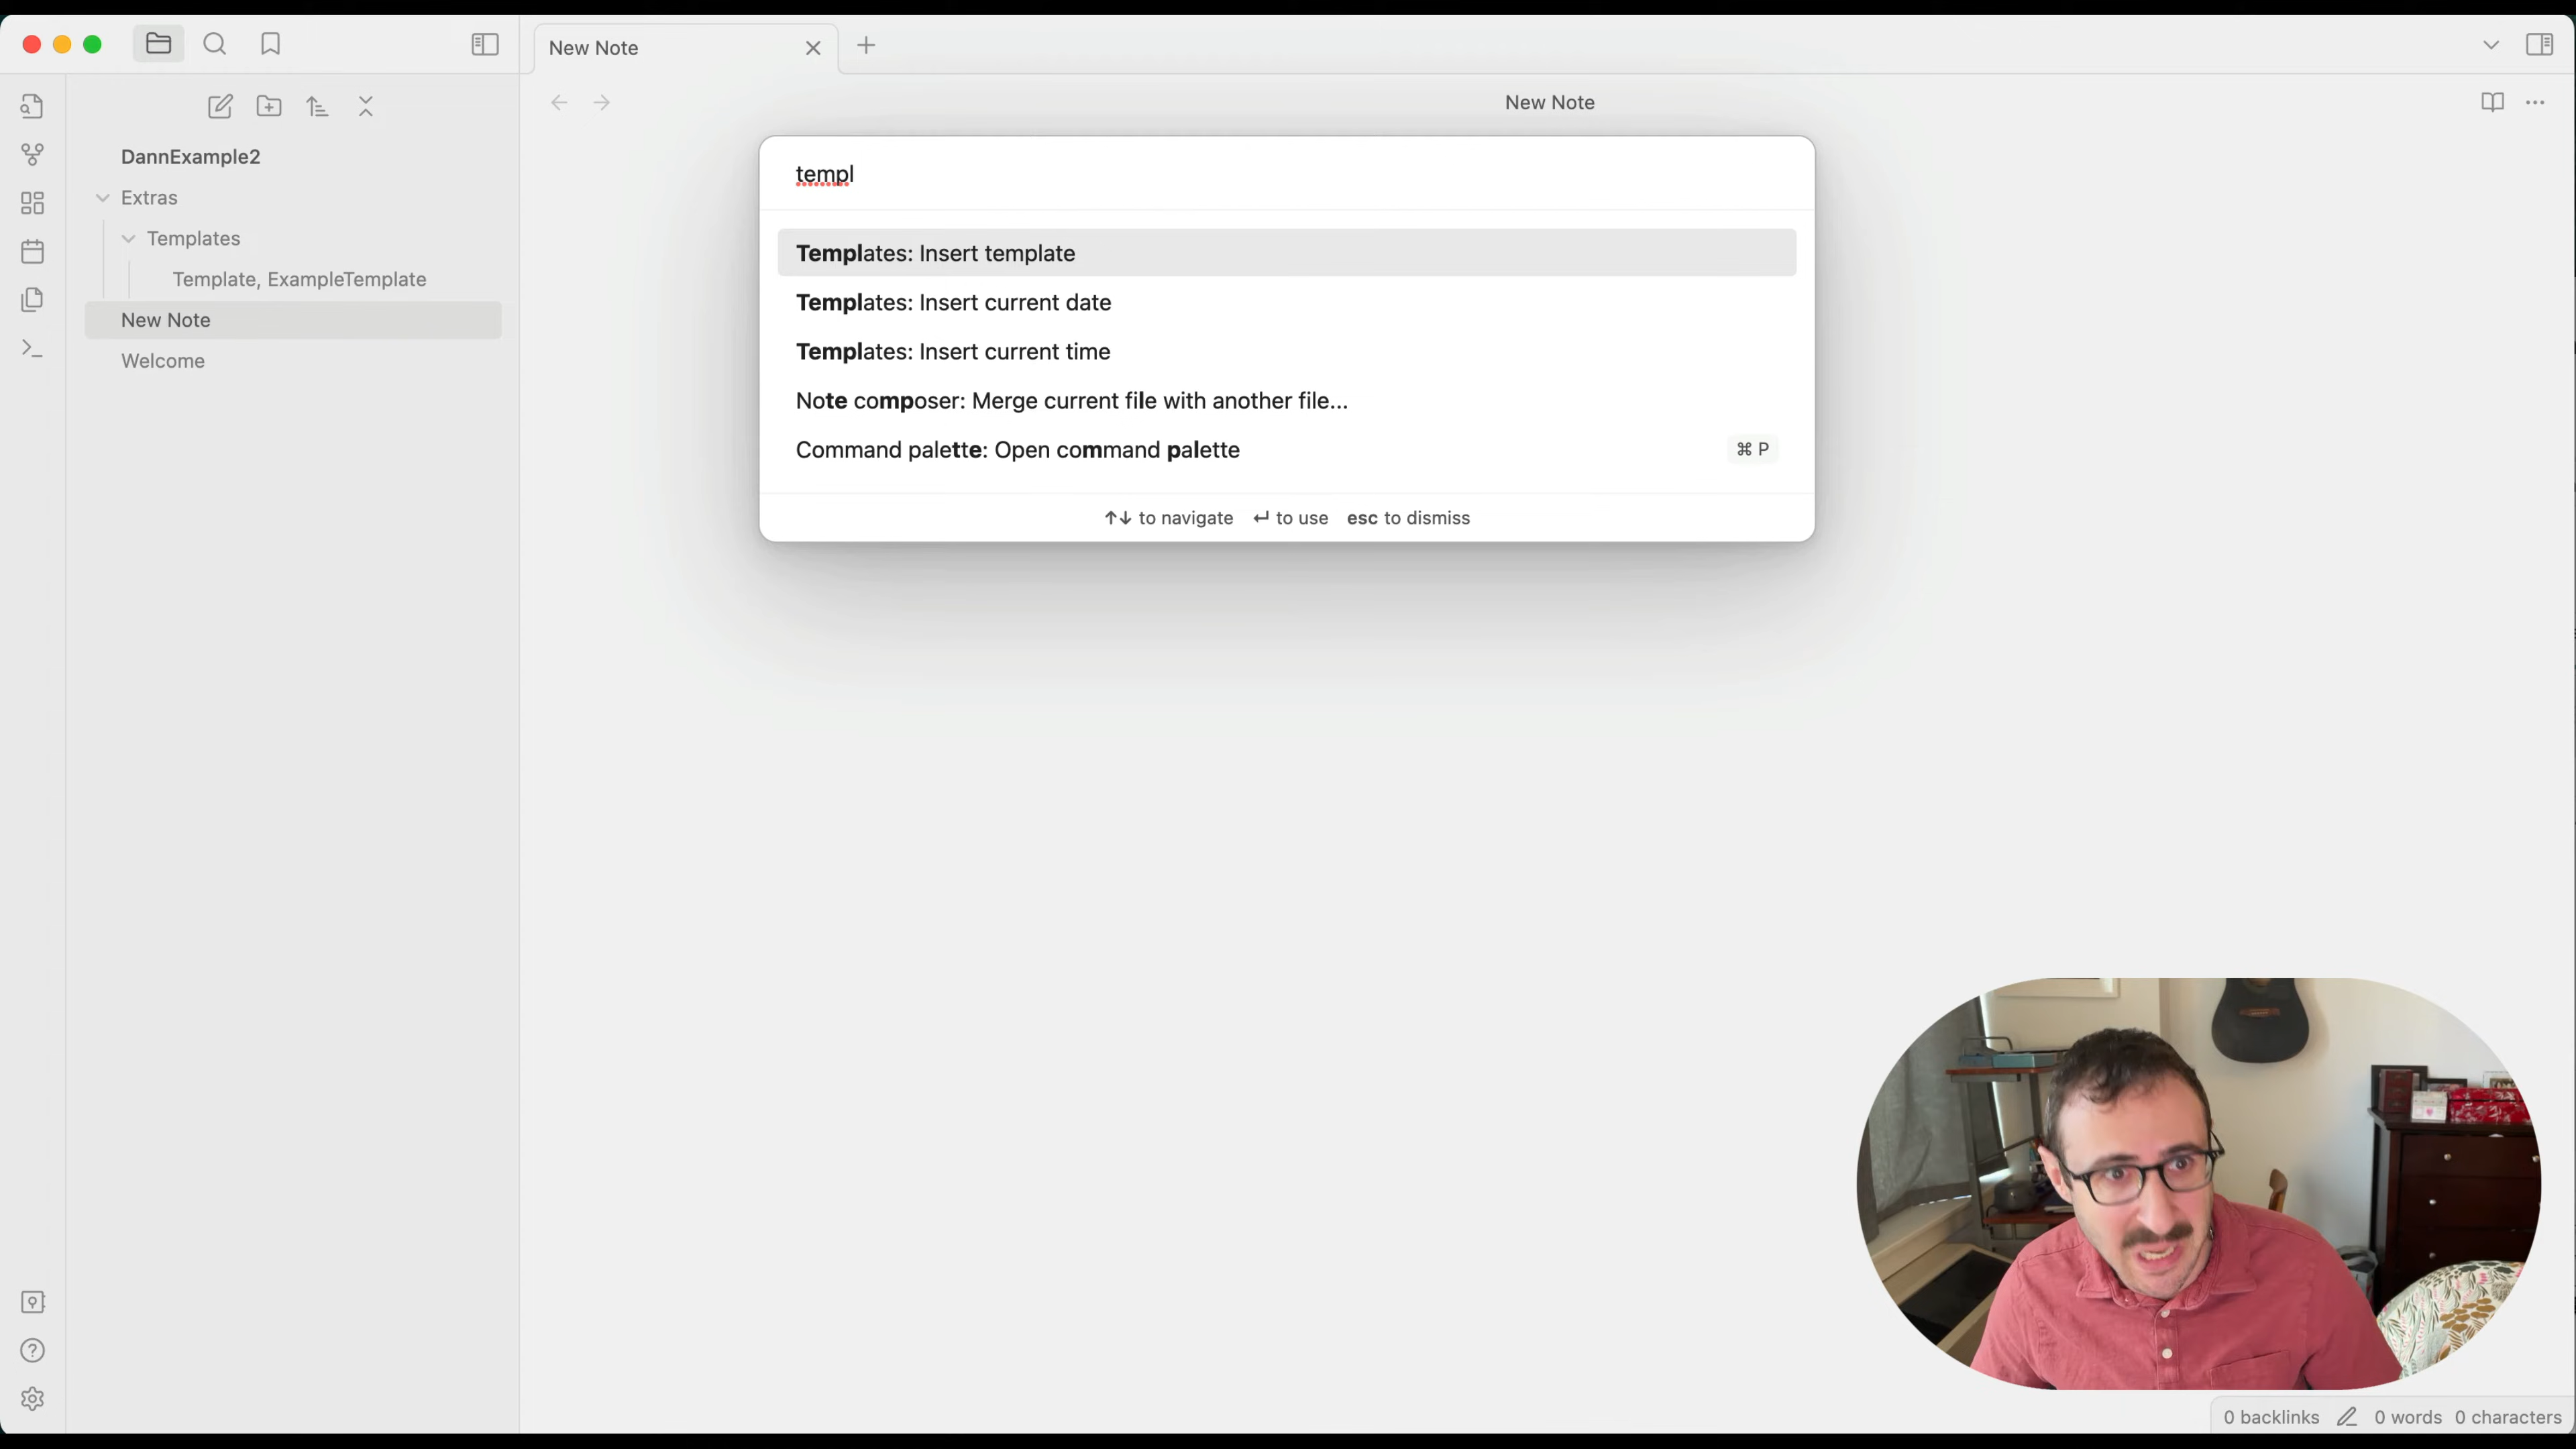 New Note
New Note
DannExample2
Extras
Templates
Template, ExampleTemplate
New Note
Welcome
templ
Templates: Insert template
Templates: Insert current date
Templates: Insert current time
Note composer: Merge current file with another file...
Command palette: Open command palette ⌘ P
↑↓ to navigate ↵ to use esc to dismiss
0 backlinks 0 words 0 characters